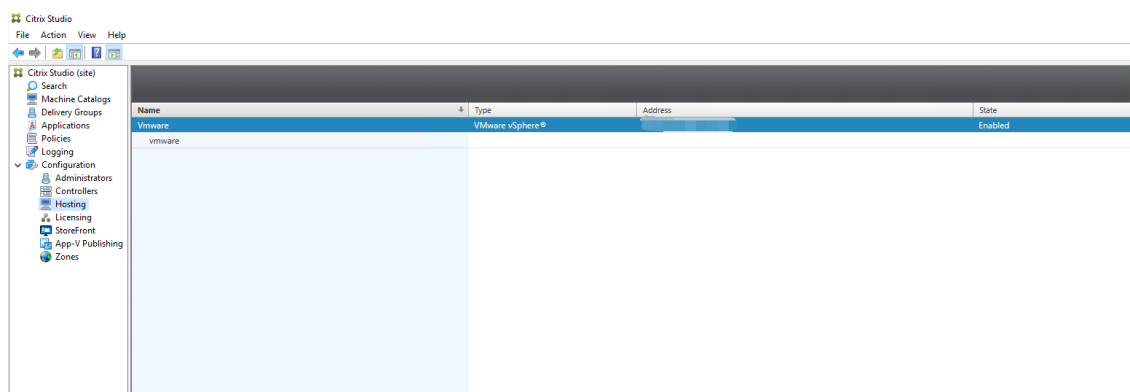 Citrix Studio
File Action View Help
Citrix Studio (site)
Search
Machine Catalogs
Delivery Groups
Applications
Policies
Logging
Configuration
Administrators
Controllers
Hosting
Licensing
StoreFront
App-V Publishing
Zones
Name Type Address State
Vmware VMware vSphere® Enabled
vmware